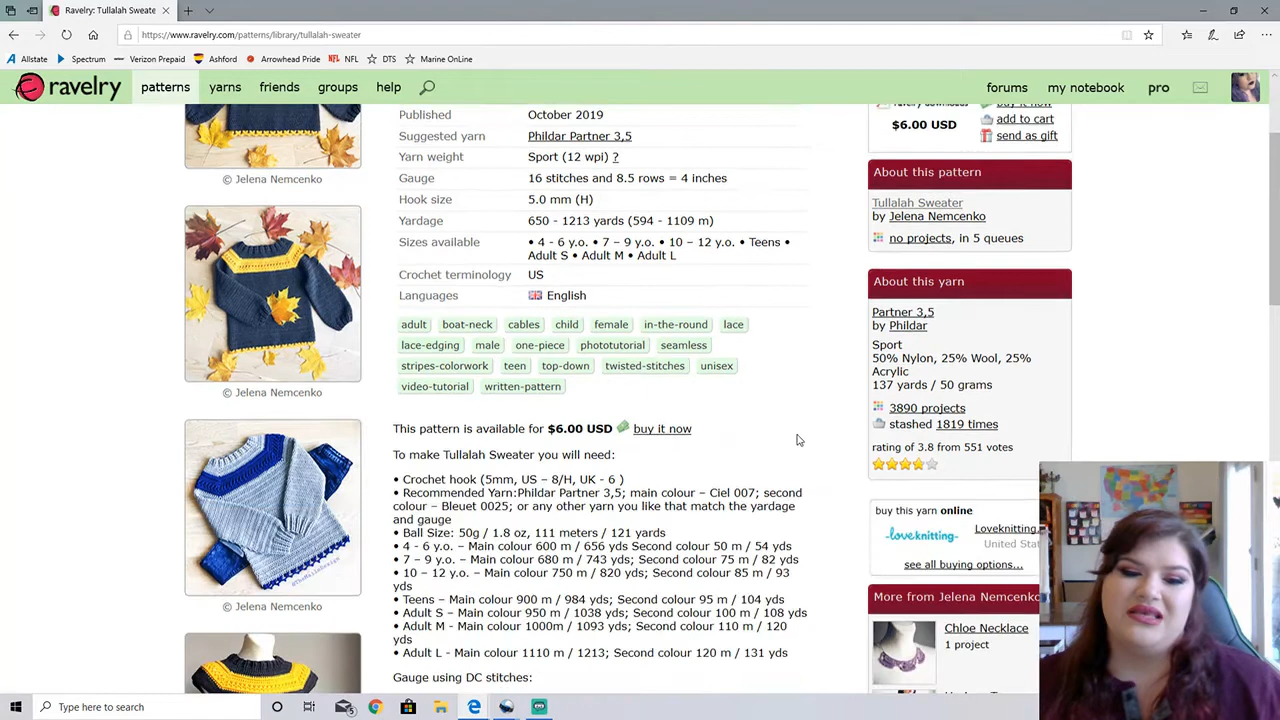 Ravelry: Tullalah Sweate
https://www.ravelry.com/patterns/library/tullalah-sweater
Allstate Spectrum Verizon Prepaid Ashford Arrowhead Pride NFL NFL DTS Marine OnLine
ravelry patterns yarns friends groups help forums my notebook pro
Published October 2019
Suggested yarn Phildar Partner 3,5
Yarn weight Sport (12 wpi) ?
Gauge 16 stitches and 8.5 rows = 4 inches
Hook size 5.0 mm (H)
Yardage 650 - 1213 yards (594 - 1109 m)
Sizes available • 4 - 6 y.o. • 7 – 9 y.o. • 10 – 12 y.o. • Teens •
Adult S • Adult M • Adult L
Crochet terminology US
Languages English
adult boat-neck cables child female in-the-round lace
lace-edging male one-piece phototutorial seamless
stripes-colorwork teen top-down twisted-stitches unisex
video-tutorial written-pattern
This pattern is available for $6.00 USD buy it now
To make Tullalah Sweater you will need:
• Crochet hook (5mm, US – 8/H, UK - 6 )
• Recommended Yarn:Phildar Partner 3,5; main colour – Ciel 007; second
colour – Bleuet 0025; or any other yarn you like that match the yardage
and gauge
• Ball Size: 50g / 1.8 oz, 111 meters / 121 yards
• 4 - 6 y.o. – Main colour 600 m / 656 yds Second colour 50 m / 54 yds
• 7 – 9 y.o. – Main colour 680 m / 743 yds; Second colour 75 m / 82 yds
• 10 – 12 y.o. – Main colour 750 m / 820 yds; Second colour 85 m / 93
yds
• Teens – Main colour 900 m / 984 yds; Second colour 95 m / 104 yds
• Adult S – Main colour 950 m / 1038 yds; Second colour 100 m / 108 yds
• Adult M - Main colour 1000m / 1093 yds; Second colour 110 m / 120
yds
• Adult L - Main colour 1110 m / 1213; Second colour 120 m / 131 yds
Gauge using DC stitches:
© Jelena Nemcenko
© Jelena Nemcenko
@TheMailoDesign
© Jelena Nemcenko
buy it now
$6.00 USD
add to cart
send as gift
About this pattern
Tullalah Sweater
by Jelena Nemcenko
no projects, in 5 queues
About this yarn
Partner 3,5
by Phildar
Sport
50% Nylon, 25% Wool, 25%
Acrylic
137 yards / 50 grams
3890 projects
stashed 1819 times
rating of 3.8 from 551 votes
buy this yarn online
loveknitting Loveknitting.
United Stat
see all buying options...
More from Jelena Nemcenko
Chloe Necklace
1 project
Type here to search
5